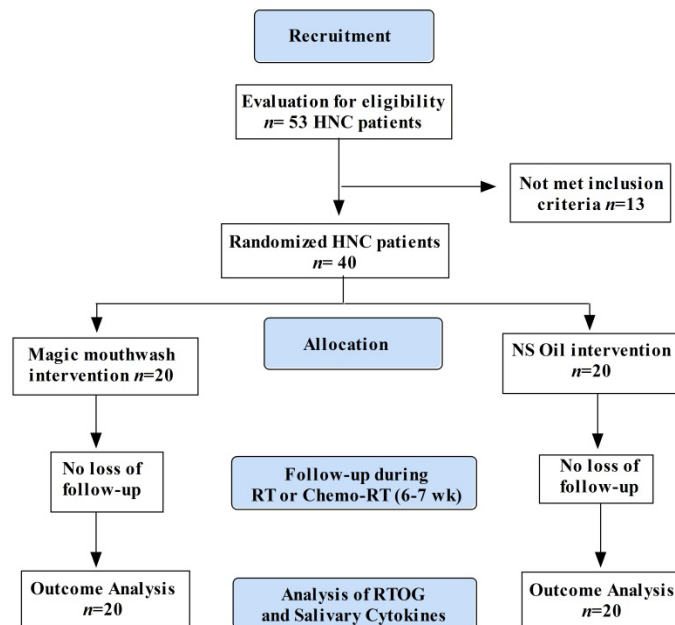 Recruitment
Evaluation for eligibility
n= 53 HNC patients
Not met inclusion
criteria n=13
Randomized HNC patients
n= 40
Magic mouthwash
intervention n=20
Allocation
NS Oil intervention
n=20
No loss of
follow-up
Follow-up during
RT or Chemo-RT (6-7 wk)
No loss of
follow-up
Outcome Analysis
n=20
Analysis of RTOG
and Salivary Cytokines
Outcome Analysis
n=20